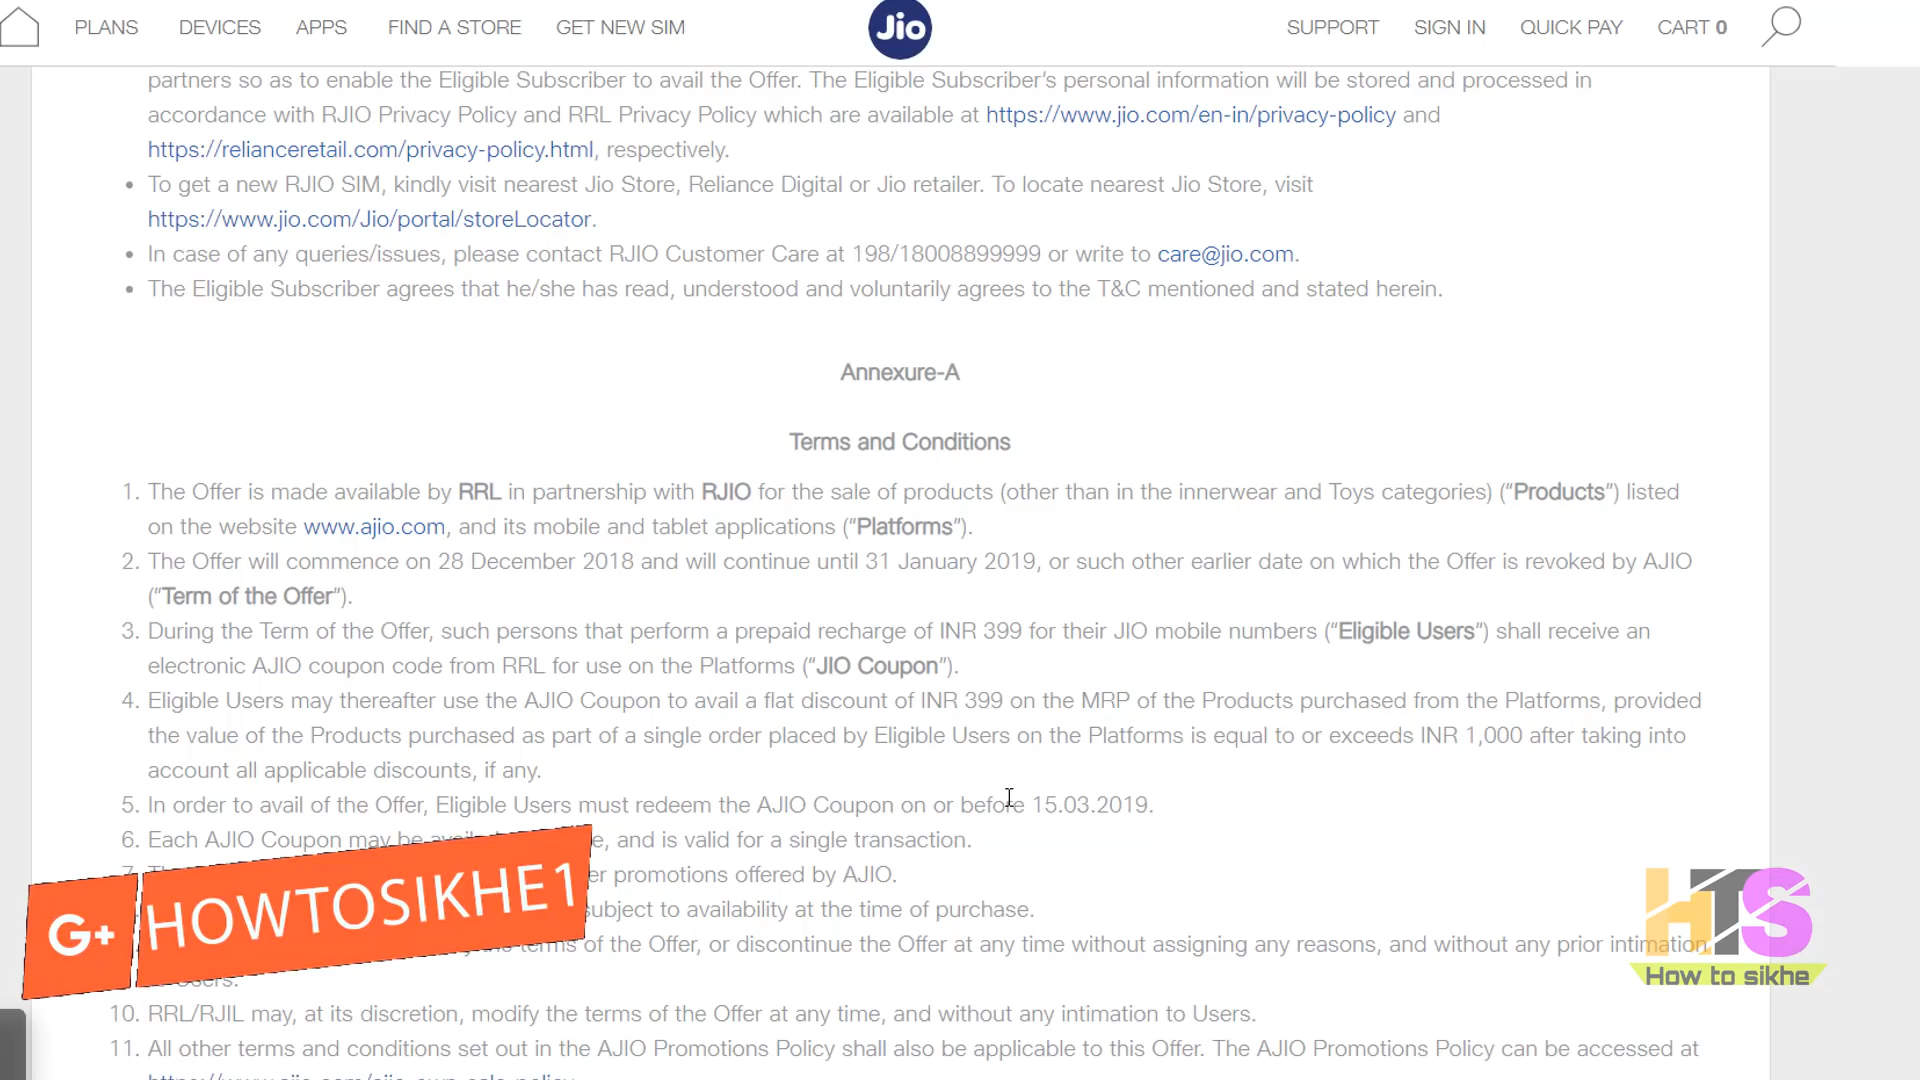 PLANS DEVICES APPS FIND A STORE GET NEW SIM Jio SUPPORT SIGN IN QUICK PAY CART 0
partners so as to enable the Eligible Subscriber to avail the Offer. The Eligible Subscriber's personal information will be stored and processed in
accordance with RJIO Privacy Policy and RRL Privacy Policy which are available at https://www.jio.com/en-in/privacy-policy and
https://relianceretail.com/privacy-policy.html, respectively.
• To get a new RJIO SIM, kindly visit nearest Jio Store, Reliance Digital or Jio retailer. To locate nearest Jio Store, visit
https://www.jio.com/Jio/portal/storeLocator.
• In case of any queries/issues, please contact RJIO Customer Care at 198/18008899999 or write to care@jio.com.
• The Eligible Subscriber agrees that he/she has read, understood and voluntarily agrees to the T&C mentioned and stated herein.
Annexure-A
Terms and Conditions
1. The Offer is made available by RRL in partnership with RJIO for the sale of products (other than in the innerwear and Toys categories) (“Products”) listed
on the website www.ajio.com, and its mobile and tablet applications (“Platforms”).
2. The Offer will commence on 28 December 2018 and will continue until 31 January 2019, or such other earlier date on which the Offer is revoked by AJIO
(“Term of the Offer”).
3. During the Term of the Offer, such persons that perform a prepaid recharge of INR 399 for their JIO mobile numbers (“Eligible Users”) shall receive an
electronic AJIO coupon code from RRL for use on the Platforms (“JIO Coupon”).
4. Eligible Users may thereafter use the AJIO Coupon to avail a flat discount of INR 399 on the MRP of the Products purchased from the Platforms, provided
the value of the Products purchased as part of a single order placed by Eligible Users on the Platforms is equal to or exceeds INR 1,000 after taking into
account all applicable discounts, if any.
5. In order to avail of the Offer, Eligible Users must redeem the AJIO Coupon on or before 15.03.2019.
6. Each AJIO Coupon may be and is valid for a single transaction.
7. promotions offered by AJIO.
subject to availability at the time of purchase.
terms of the Offer, or discontinue the Offer at any time without assigning any reasons, and without any prior intimation
Users.
G+ HOWTOSIKHE1
HTS
How to sikhe
10. RRL/RJIL may, at its discretion, modify the terms of the Offer at any time, and without any intimation to Users.
11. All other terms and conditions set out in the AJIO Promotions Policy shall also be applicable to this Offer. The AJIO Promotions Policy can be accessed at